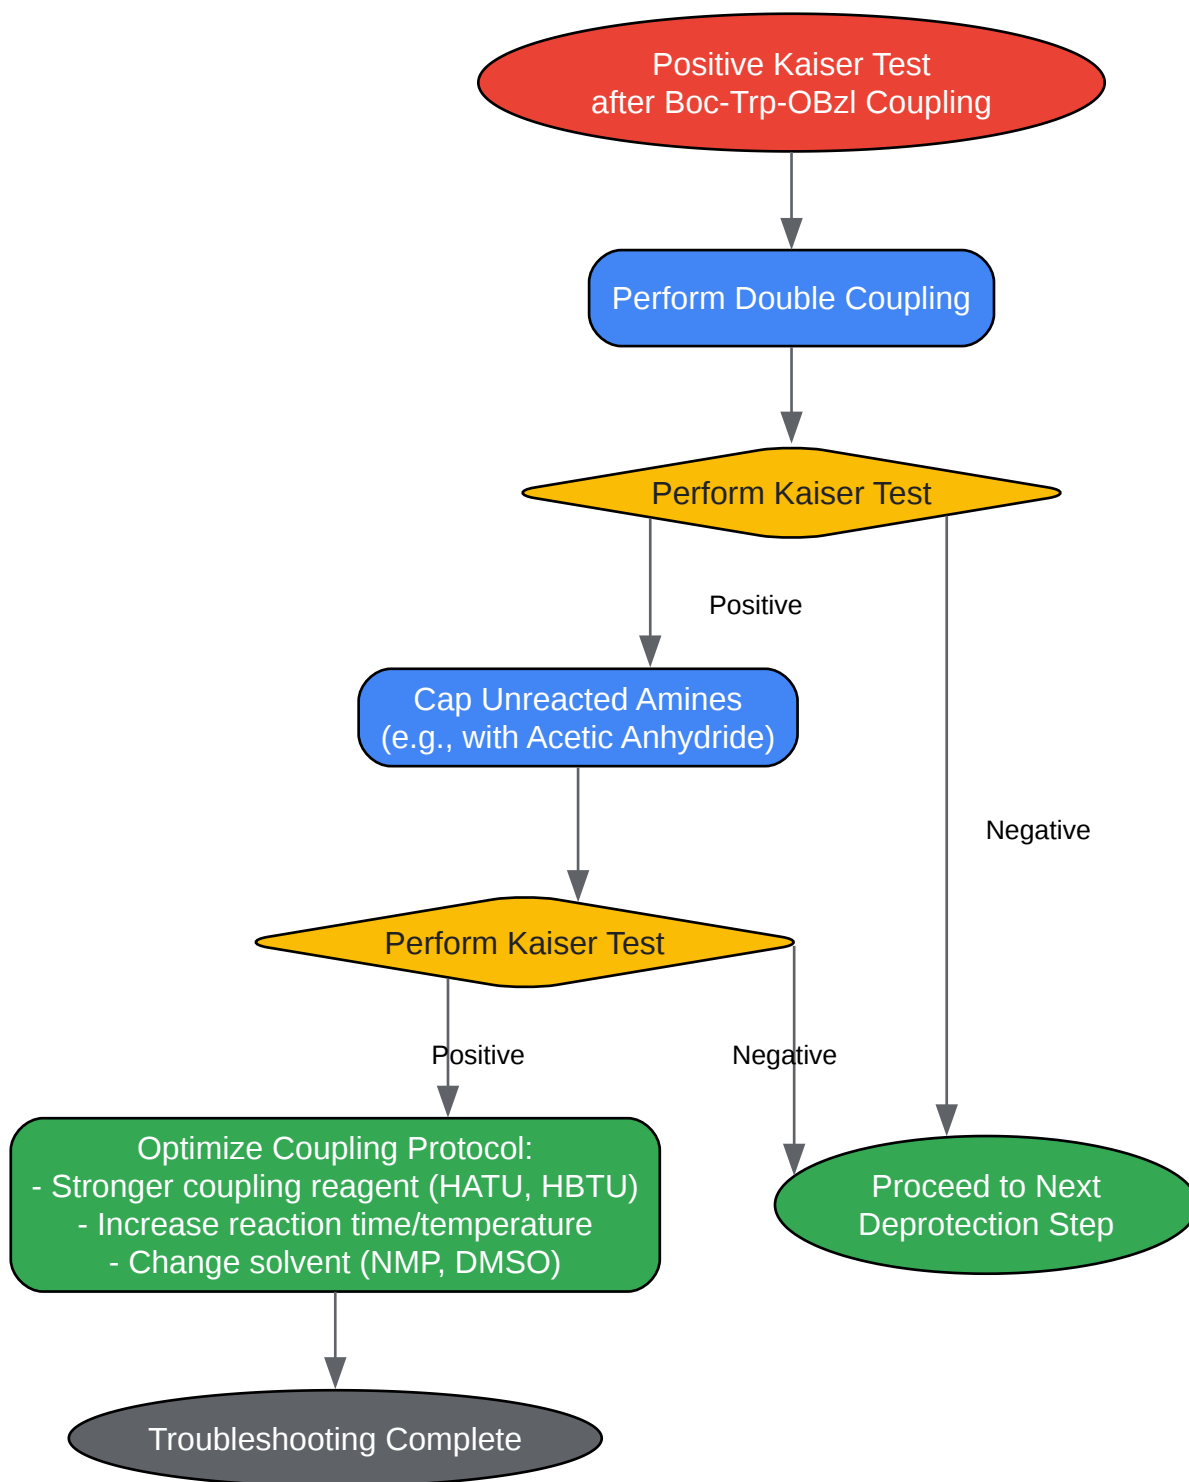 Positive Kaiser Test
after Boc-Trp-OBzl Coupling
Perform Double Coupling
Perform Kaiser Test
Positive
Cap Unreacted Amines
(e.g., with Acetic Anhydride)
Negative
Perform Kaiser Test
Positive
Negative
Optimize Coupling Protocol:
- Stronger coupling reagent (HATU, HBTU)
- Increase reaction time/temperature
- Change solvent (NMP, DMSO)
Proceed to Next
Deprotection Step
Troubleshooting Complete